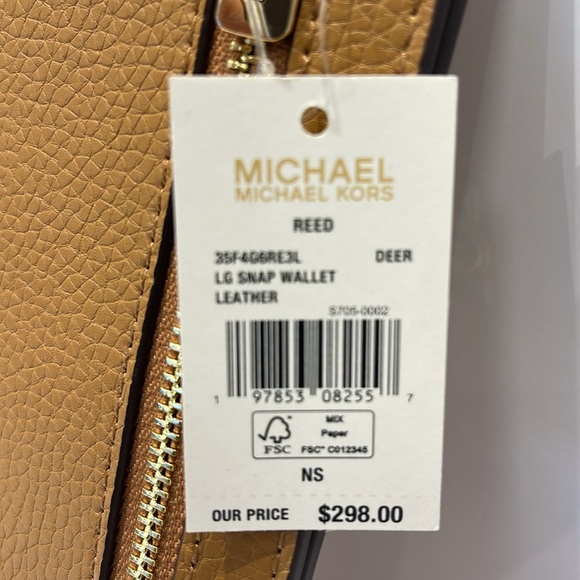 MICHAEL
MICHAEL KORS
REED
35F4G6RE3L DEER
LG SNAP WALLET
LEATHER
5705-0002
1 97853 08255 7
FSC
MIX
Paper
FSC® C012345
NS
OUR PRICE $298.00